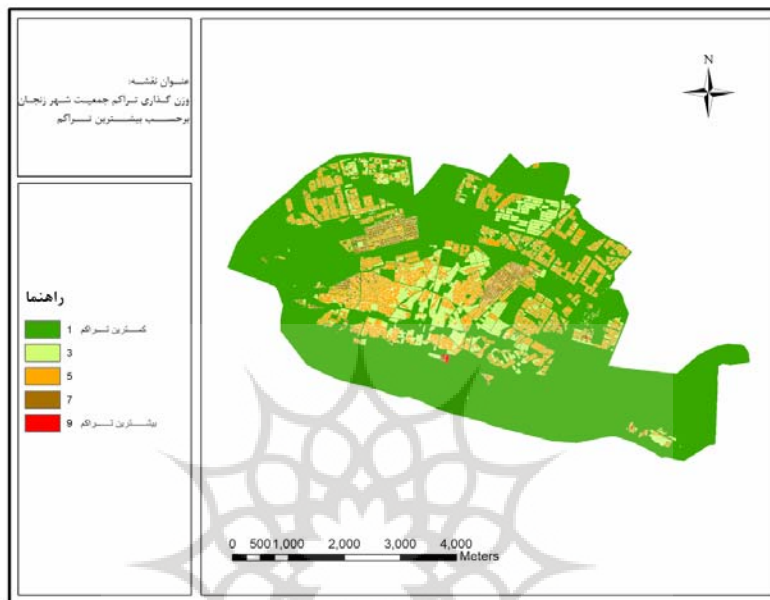 عنوان نقشه:
وزن گذاری تراکم جمعیت شهر زنجان
برحسب بیشترین تراکم
N
راهنما
1 کمترین تراکم
3
5
7
9 بیشترین تراکم
0 500 1,000 2,000 3,000 4,000
Meters